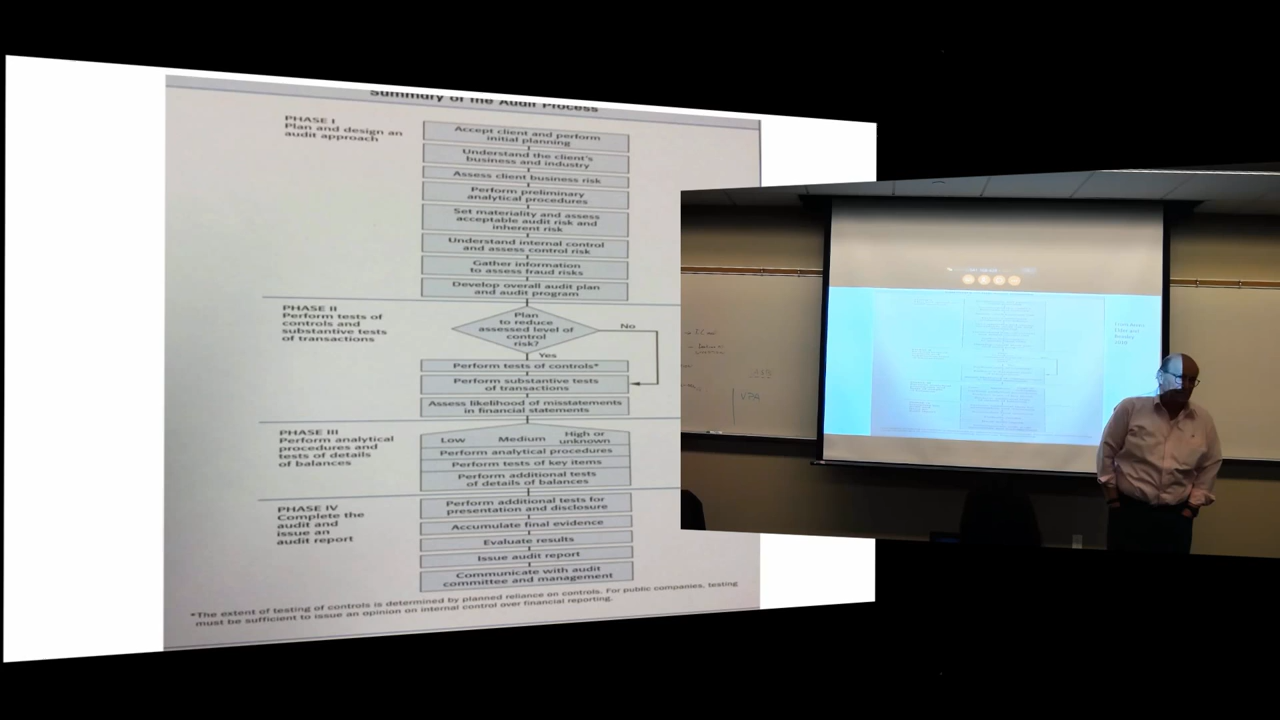 Summary of the Audit Process
PHASE I
Plan and design an
audit approach
Accept client and perform
initial planning
Understand the client's
business and industry
Assess client business risk
Perform preliminary
analytical procedures
Set materiality and assess
acceptable audit risk and
inherent risk
Understand internal control
and assess control risk
Gather information
to assess fraud risks
Develop overall audit plan
and audit program
PHASE II
Perform tests of
controls and
substantive tests
of transactions
Plan
to reduce
assessed level of
control
risk?
No
Yes
Perform tests of controls*
Perform substantive tests
of transactions
Assess likelihood of misstatements
in financial statements
PHASE III
Perform analytical
procedures and
tests of details
of balances
Low Medium High or
unknown
Perform analytical procedures
Perform tests of key items
Perform additional tests
of details of balances
PHASE IV
Complete the
audit and
issue an
audit report
Perform additional tests for
presentation and disclosure
Accumulate final evidence
Evaluate results
Issue audit report
Communicate with audit
committee and management
*The extent of testing of controls is determined by planned reliance on controls. For public companies, testing
must be sufficient to issue an opinion on internal control over financial reporting.